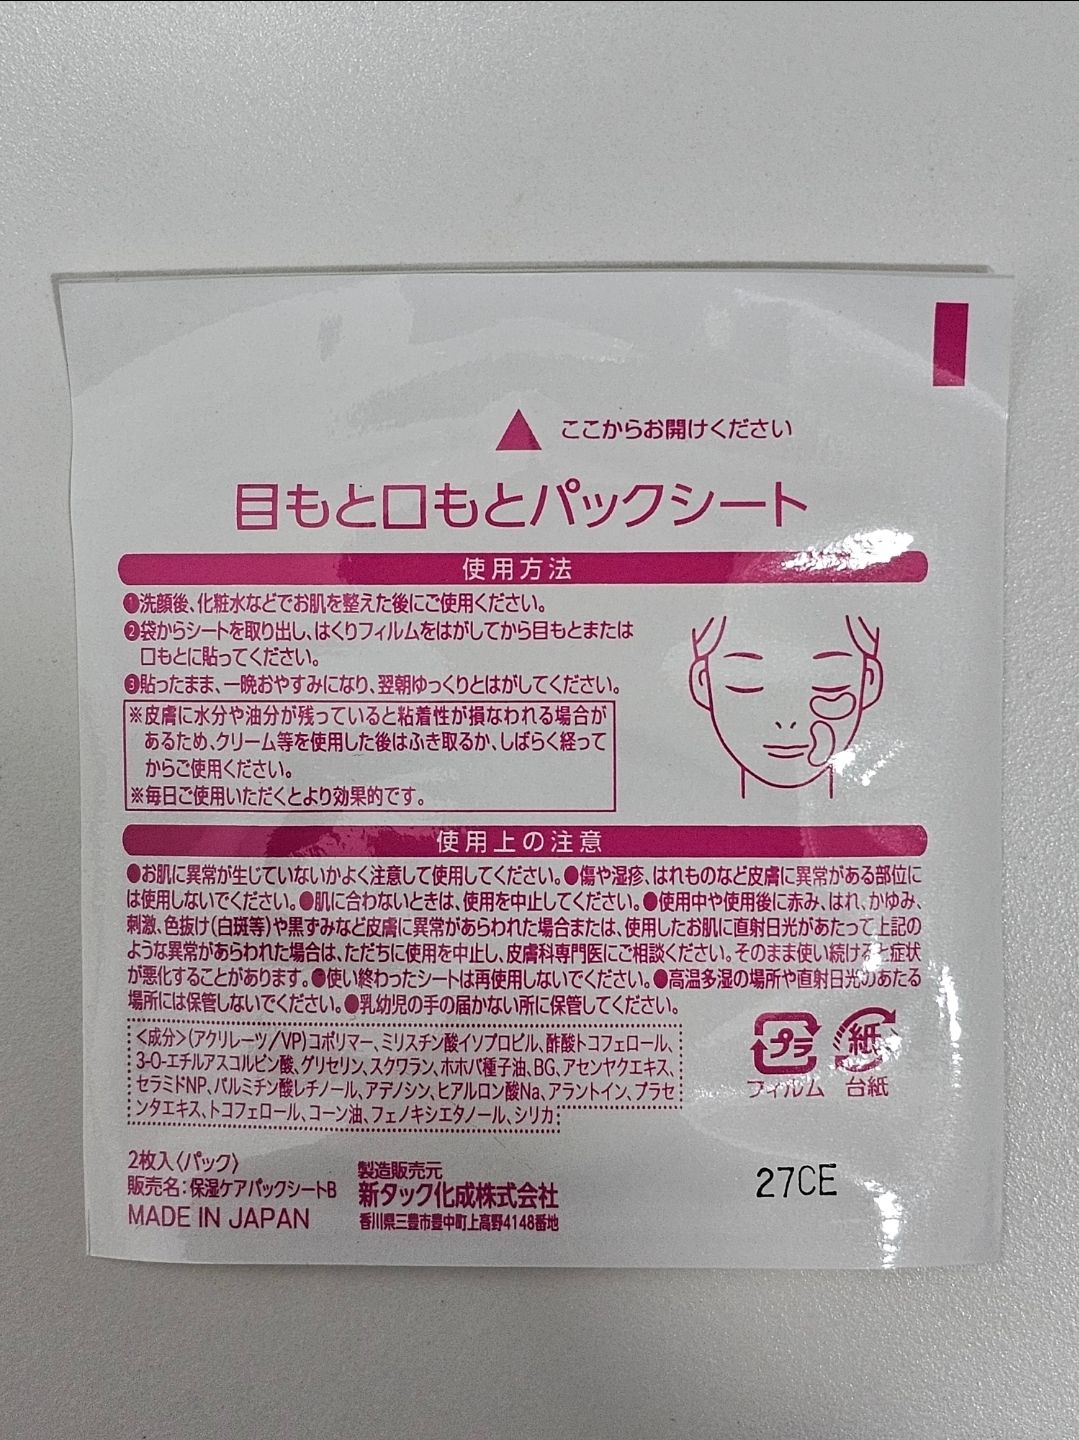 ここからお開けください
目もと口もとパックシート
使用方法
❶洗顔後、化粧水などでお肌を整えた後にご使用ください。
❷袋からシートを取り出し、はくりフィルムをはがしてから目もとまたは
口もとに貼ってください。
❸貼ったまま、一晩おやすみになり、翌朝ゆっくりとはがしてください。
※皮膚に水分や油分が残っていると粘着性が損なわれる場合が
あるため、クリーム等を使用した後はふき取るか、しばらく経って
からご使用ください。
※毎日ご使用いただくとより効果的です。
使用上の注意
●お肌に異常が生じていないかよく注意して使用してください。●傷や湿疹、はれものなど皮膚に異常がある部位に
は使用しないでください。●肌に合わないときは、使用を中止してください。●使用中や使用後に赤み、はれ、かゆみ、
刺激、色抜け(白斑等)や黒ずみなど皮膚に異常があらわれた場合または、使用したお肌に直射日光があたって上記の
ような異常があらわれた場合は、ただちに使用を中止し、皮膚科専門医にご相談ください。そのまま使い続けると症状
が悪化することがあります。●使い終わったシートは再使用しないでください。●高温多湿の場所や直射日光のあたる
場所には保管しないでください。●乳幼児の手の届かない所に保管してください。
<成分>(アクリレーツ/VP)コポリマー、ミリスチン酸イソプロピル、酢酸トコフェロール、
3-O-エチルアスコルビン酸、グリセリン、スクワラン、ホホバ種子油、BG、アセンヤクエキス、
セラミドNP、パルミチン酸レチノール、アデノシン、ヒアルロン酸Na、アラントイン、プラセ
ンタエキス、トコフェロール、コーン油、フェノキシエタノール、シリカ
プラ
フィルム
紙
台紙
2枚入〈パック〉
販売名:保湿ケアパックシートB
MADE IN JAPAN
製造販売元
新タック化成株式会社
香川県三豊市豊中町上高野4148番地
27CE